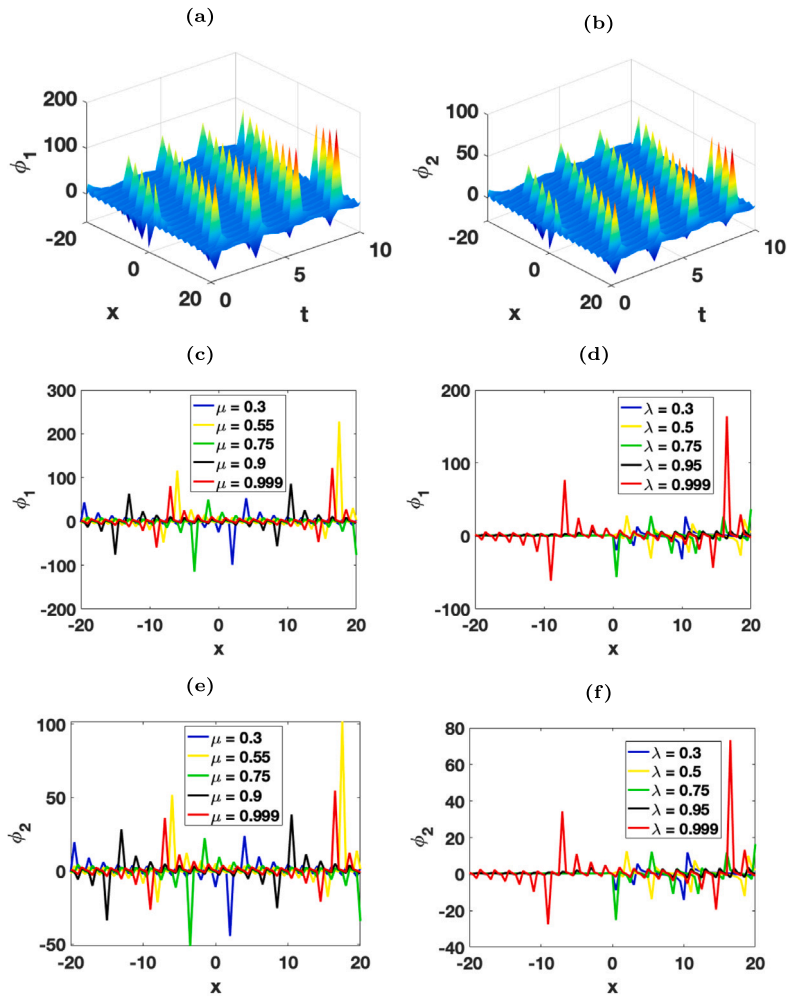 (a)
200
100
0
ϕ1
-20
0
20
x
0
5
10
t
(b)
100
50
0
ϕ2
-20
0
20
x
0
5
10
t
(c)
300
200
100
0
-100
-200
ϕ1
-20
-10
0
10
20
x
μ = 0.3
μ = 0.55
μ = 0.75
μ = 0.9
μ = 0.999
(d)
200
100
0
-100
ϕ1
-20
-10
0
10
20
x
λ = 0.3
λ = 0.5
λ = 0.75
λ = 0.95
λ = 0.999
(e)
100
50
0
-50
ϕ2
-20
-10
0
10
20
x
μ = 0.3
μ = 0.55
μ = 0.75
μ = 0.9
μ = 0.999
(f)
80
60
40
20
0
-20
-40
ϕ2
-20
-10
0
10
20
x
λ = 0.3
λ = 0.5
λ = 0.75
λ = 0.95
λ = 0.999